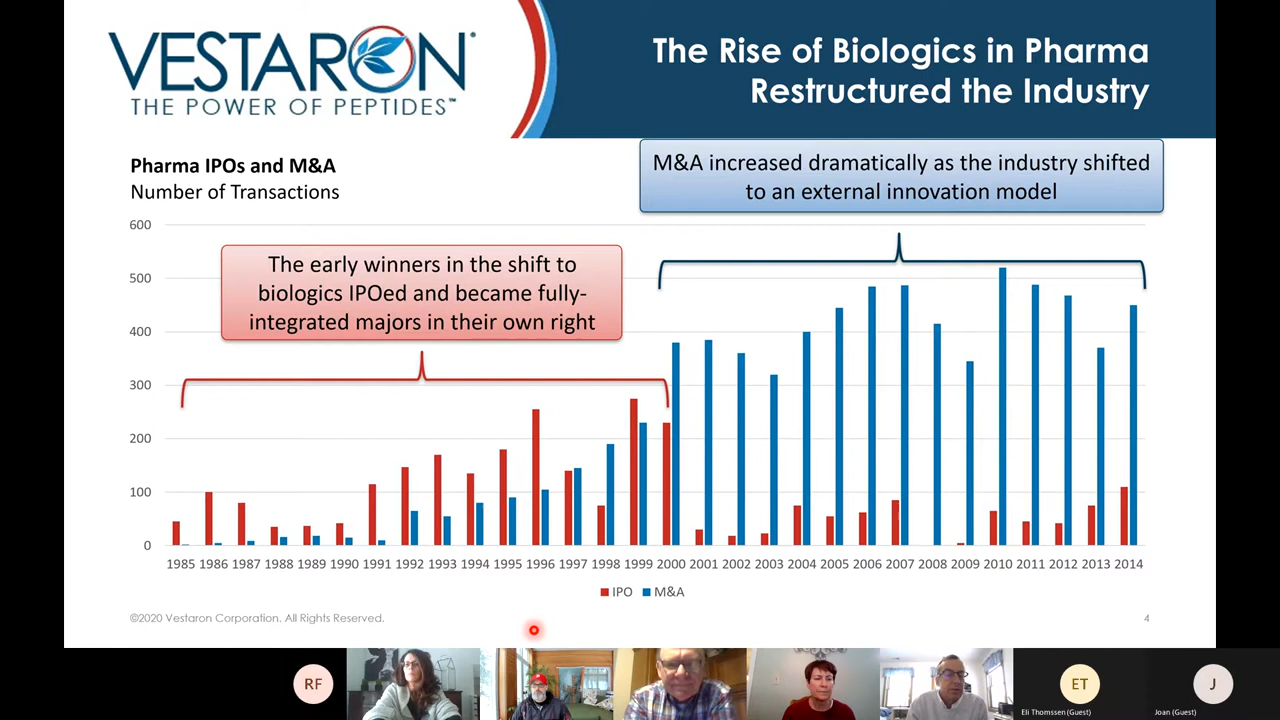 VESTARON
THE POWER OF PEPTIDES™
The Rise of Biologics in Pharma
Restructured the Industry
Pharma IPOs and M&A
Number of Transactions
M&A increased dramatically as the industry shifted
to an external innovation model
The early winners in the shift to
biologics IPOed and became fully-
integrated majors in their own right
600
500
400
300
200
100
0
1985 1986 1987 1988 1989 1990 1991 1992 1993 1994 1995 1996 1997 1998 1999 2000 2001 2002 2003 2004 2005 2006 2007 2008 2009 2010 2011 2012 2013 2014
IPO M&A
©2020 Vestaron Corporation. All Rights Reserved.
4
RF
ET
J
Eli Thomssen (Guest)
Joan (Guest)